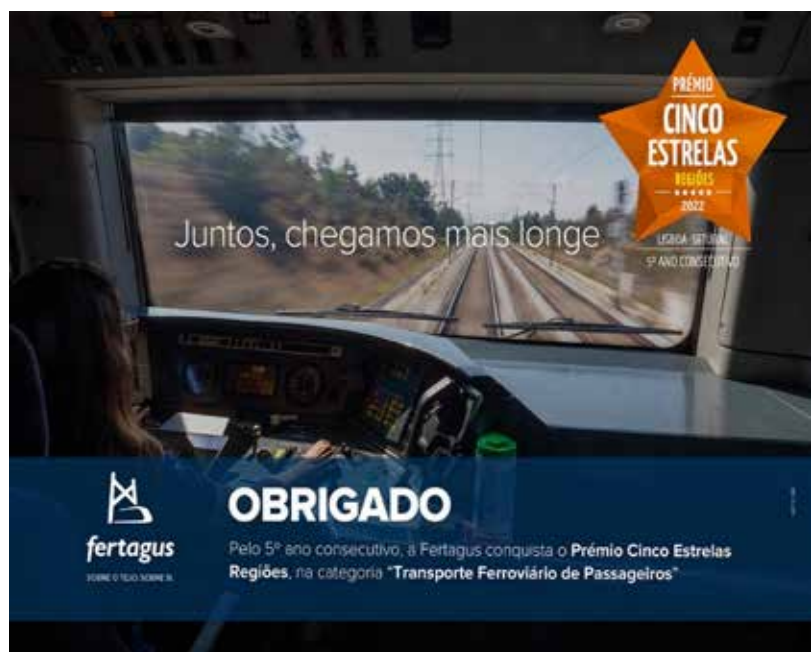 PRÉMIO
CINCO
ESTRELAS
REGIÕES
2022
LISBOA - SETÚBAL
5º ANO CONSECUTIVO
Juntos, chegamos mais longe
fertagus
SOBRE O TEJO. SOBRE SI.
OBRIGADO
Pelo 5º ano consecutivo, a Fertagus conquista o Prémio Cinco Estrelas
Regiões, na categoria "Transporte Ferroviário de Passageiros"